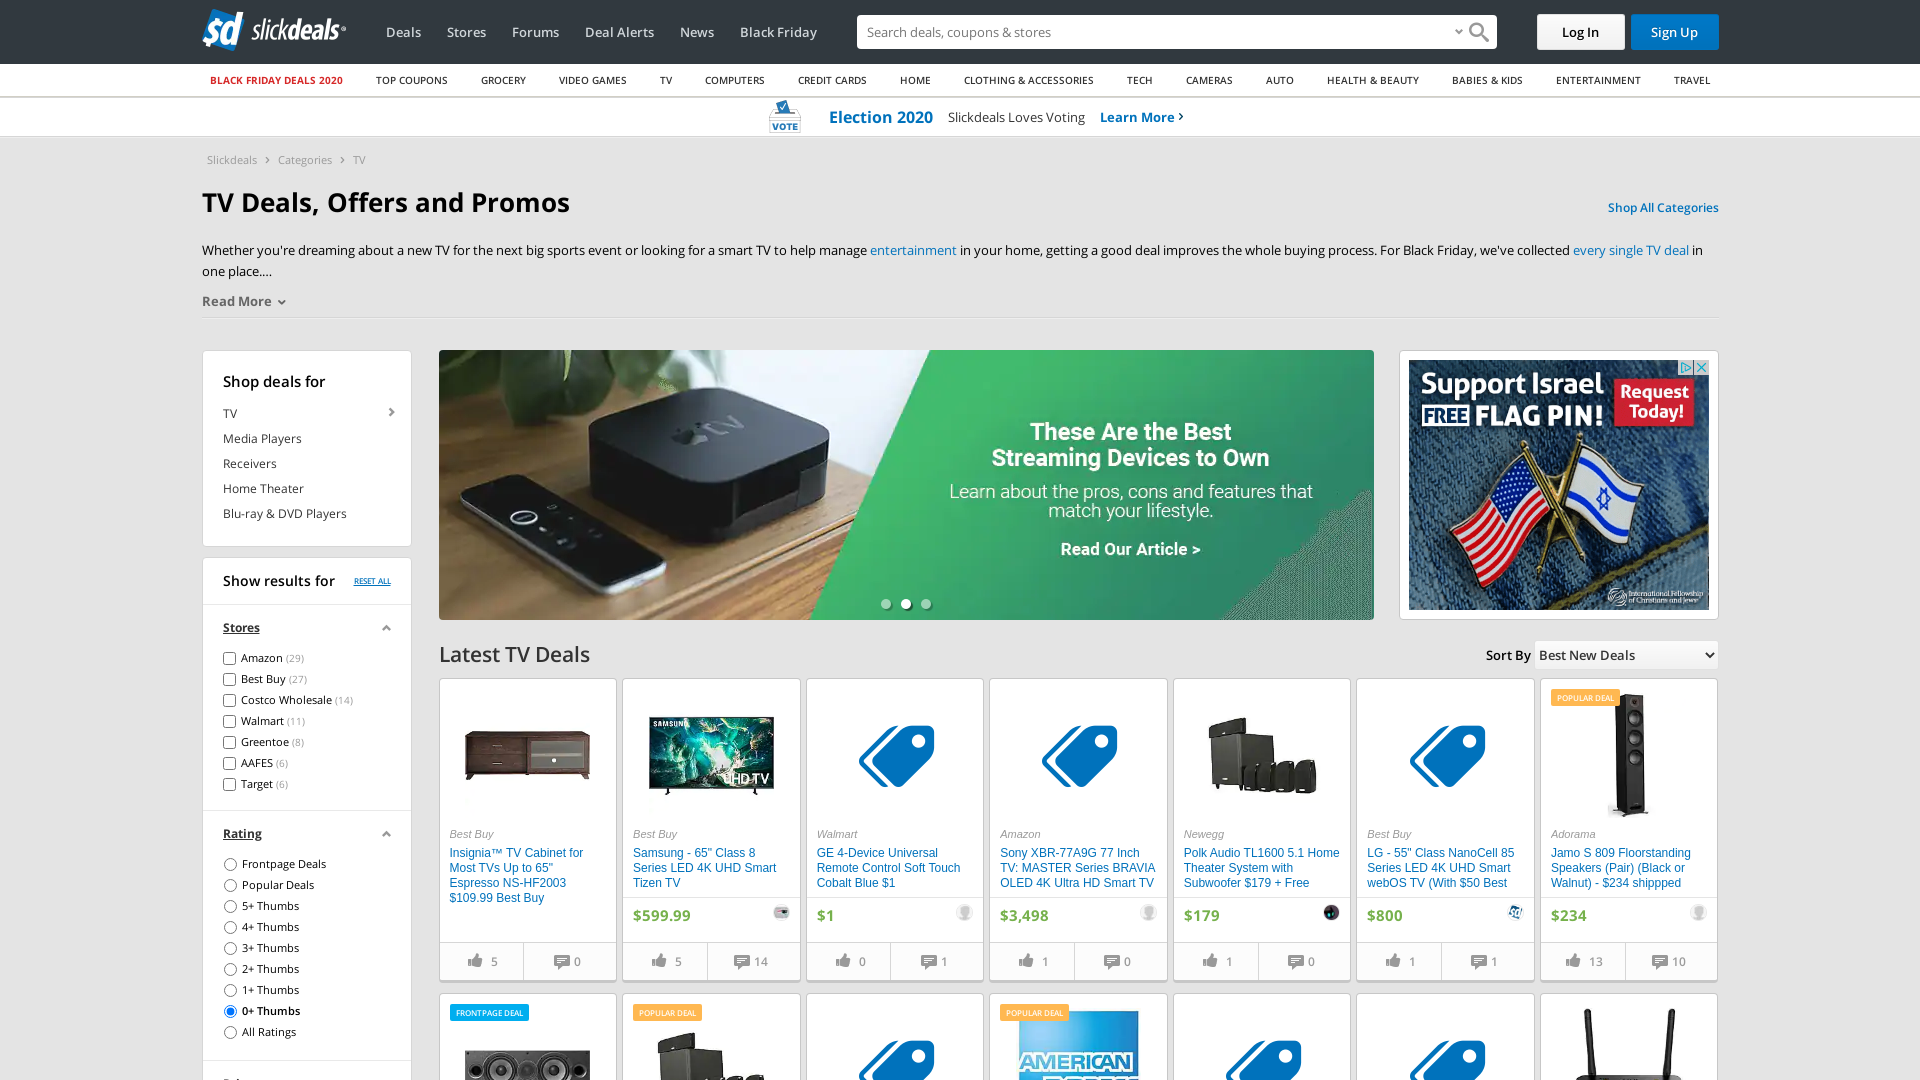 sd slickdeals
Deals
Stores
Forums
Deal Alerts
News
Black Friday
Search deals, coupons & stores
Log In
Sign Up
BLACK FRIDAY DEALS 2020
TOP COUPONS
GROCERY
VIDEO GAMES
TV
COMPUTERS
CREDIT CARDS
HOME
CLOTHING & ACCESSORIES
TECH
CAMERAS
AUTO
HEALTH & BEAUTY
BABIES & KIDS
ENTERTAINMENT
TRAVEL
VOTE
Election 2020 Slickdeals Loves Voting Learn More
Slickdeals Categories TV
TV Deals, Offers and Promos
Shop All Categories
Whether you're dreaming about a new TV for the next big sports event or looking for a smart TV to help manage entertainment in your home, getting a good deal improves the whole buying process. For Black Friday, we've collected every single TV deal in
one place....
Read More
Shop deals for
TV
Media Players
Receivers
Home Theater
Blu-ray & DVD Players
Show results for RESET ALL
Stores
Amazon (29)
Best Buy (27)
Costco Wholesale (14)
Walmart (11)
Greentoe (8)
AAFES (6)
Target (6)
Rating
Frontpage Deals
Popular Deals
5+ Thumbs
4+ Thumbs
3+ Thumbs
2+ Thumbs
1+ Thumbs
0+ Thumbs
All Ratings
tv
These Are the Best
Streaming Devices to Own
Learn about the pros, cons and features that
match your lifestyle.
Read Our Article >
Support Israel
FREE FLAG PIN!
Request
Today!
International Fellowship
of Christians and Jews
Latest TV Deals
Sort By Best New Deals
Best Buy
Insignia™ TV Cabinet for
Most TVs Up to 65"
Espresso NS-HF2003
$109.99 Best Buy
5
0
SAMSUNG
UHD TV
Best Buy
Samsung - 65" Class 8
Series LED 4K UHD Smart
Tizen TV
$599.99
5
14
Walmart
GE 4-Device Universal
Remote Control Soft Touch
Cobalt Blue $1
$1
0
1
Amazon
Sony XBR-77A9G 77 Inch
TV: MASTER Series BRAVIA
OLED 4K Ultra HD Smart TV
$3,498
1
0
Newegg
Polk Audio TL1600 5.1 Home
Theater System with
Subwoofer $179 + Free
$179
1
0
Best Buy
LG - 55" Class NanoCell 85
Series LED 4K UHD Smart
webOS TV (With $50 Best
$800
sd
1
1
POPULAR DEAL
Adorama
Jamo S 809 Floorstanding
Speakers (Pair) (Black or
Walnut) - $234 shippped
$234
13
10
FRONTPAGE DEAL
POPULAR DEAL
POPULAR DEAL
AMERICAN